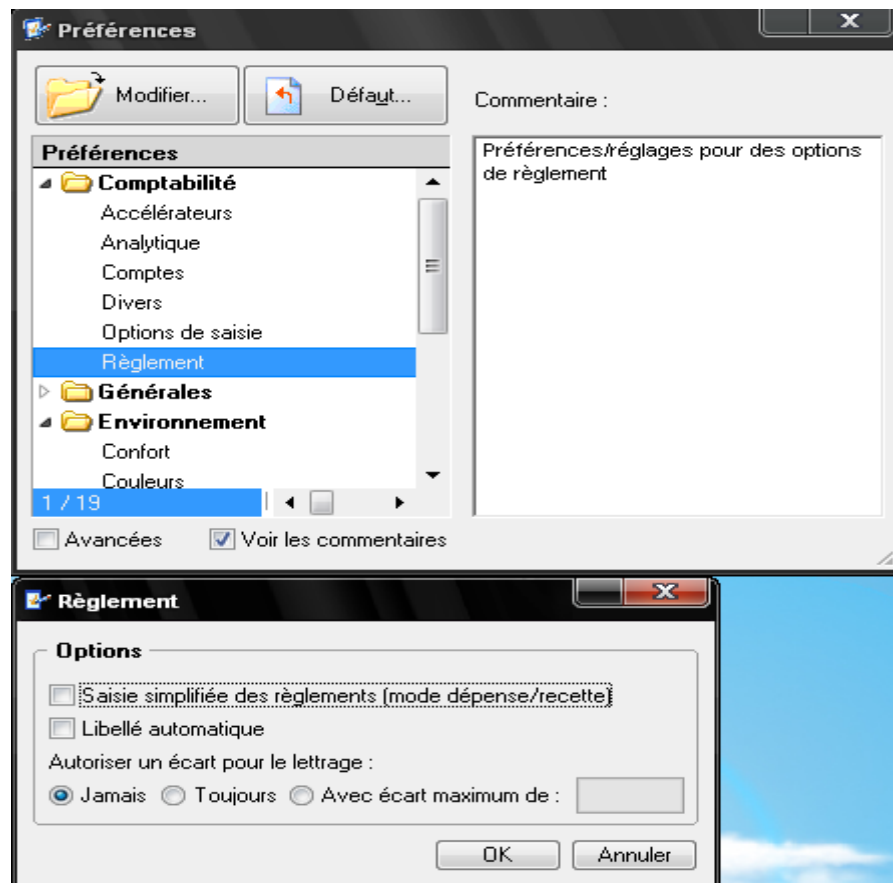 Préférences
Modifier...
Défaut...
Commentaire :
Préférences
Comptabilité
Accélérateurs
Analytique
Comptes
Divers
Options de saisie
Règlement
Générales
Environnement
Confort
Couleurs
1 / 19
Préférences/réglages pour des options
de règlement
Avancées
Voir les commentaires
Règlement
Options
Saisie simplifiée des règlements (mode dépense/recette)
Libellé automatique
Autoriser un écart pour le lettrage :
Jamais Toujours Avec écart maximum de :
OK Annuler